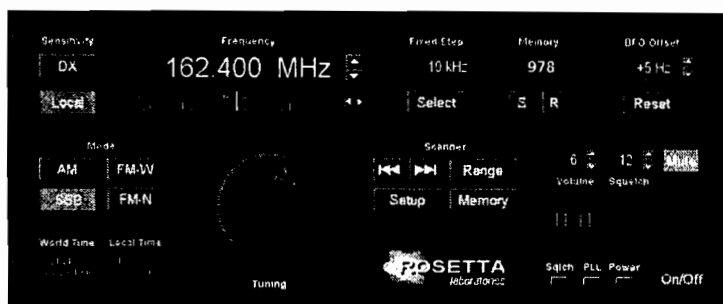 Sensitivity
DX
Local
Frequency
162.400 MHz
Fixed Step
10 kHz
Select
Memory
978
S R
BFO Offset
+5 Hz
Reset
Mode
AM FM-W
SSB FM-N
World Time Local Time
Tuning
Scanner
Range
Setup Memory
6 12 Mute
Volume Squelch
ROSETTA
laboratories
Sqlch PLL Power
On/Off